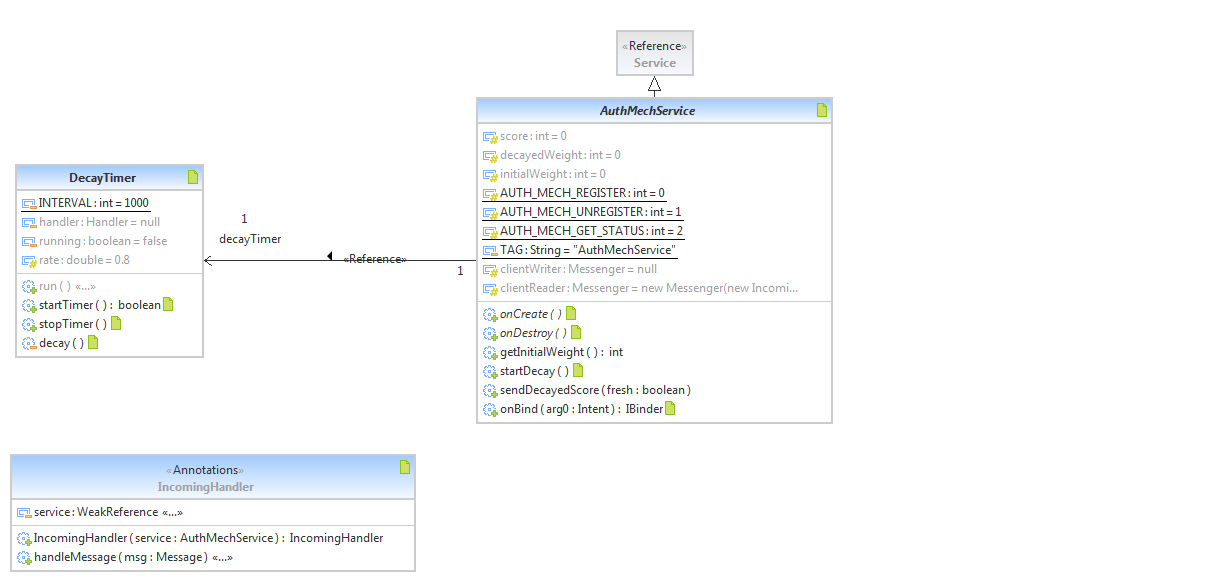 «Reference»
Service
AuthMechService
score : int = 0
decayedWeight : int = 0
initialWeight : int = 0
AUTH_MECH_REGISTER : int = 0
AUTH_MECH_UNREGISTER : int = 1
AUTH_MECH_GET_STATUS : int = 2
TAG : String = "AuthMechService"
clientWriter : Messenger = null
clientReader : Messenger = new Messenger(new Incomi...
onCreate ( )
onDestroy ( )
getInitialWeight ( ) : int
startDecay ( )
sendDecayedScore ( fresh : boolean )
onBind ( arg0 : Intent ) : IBinder
DecayTimer
INTERVAL : int = 1000
handler : Handler = null
running : boolean = false
rate : double = 0.8
run ( ) «...»
startTimer ( ) : boolean
stopTimer ( )
decay ( )
1
decayTimer
«Reference»
1
«Annotations»
IncomingHandler
service : WeakReference «...»
IncomingHandler ( service : AuthMechService ) : IncomingHandler
handleMessage ( msg : Message ) «...»